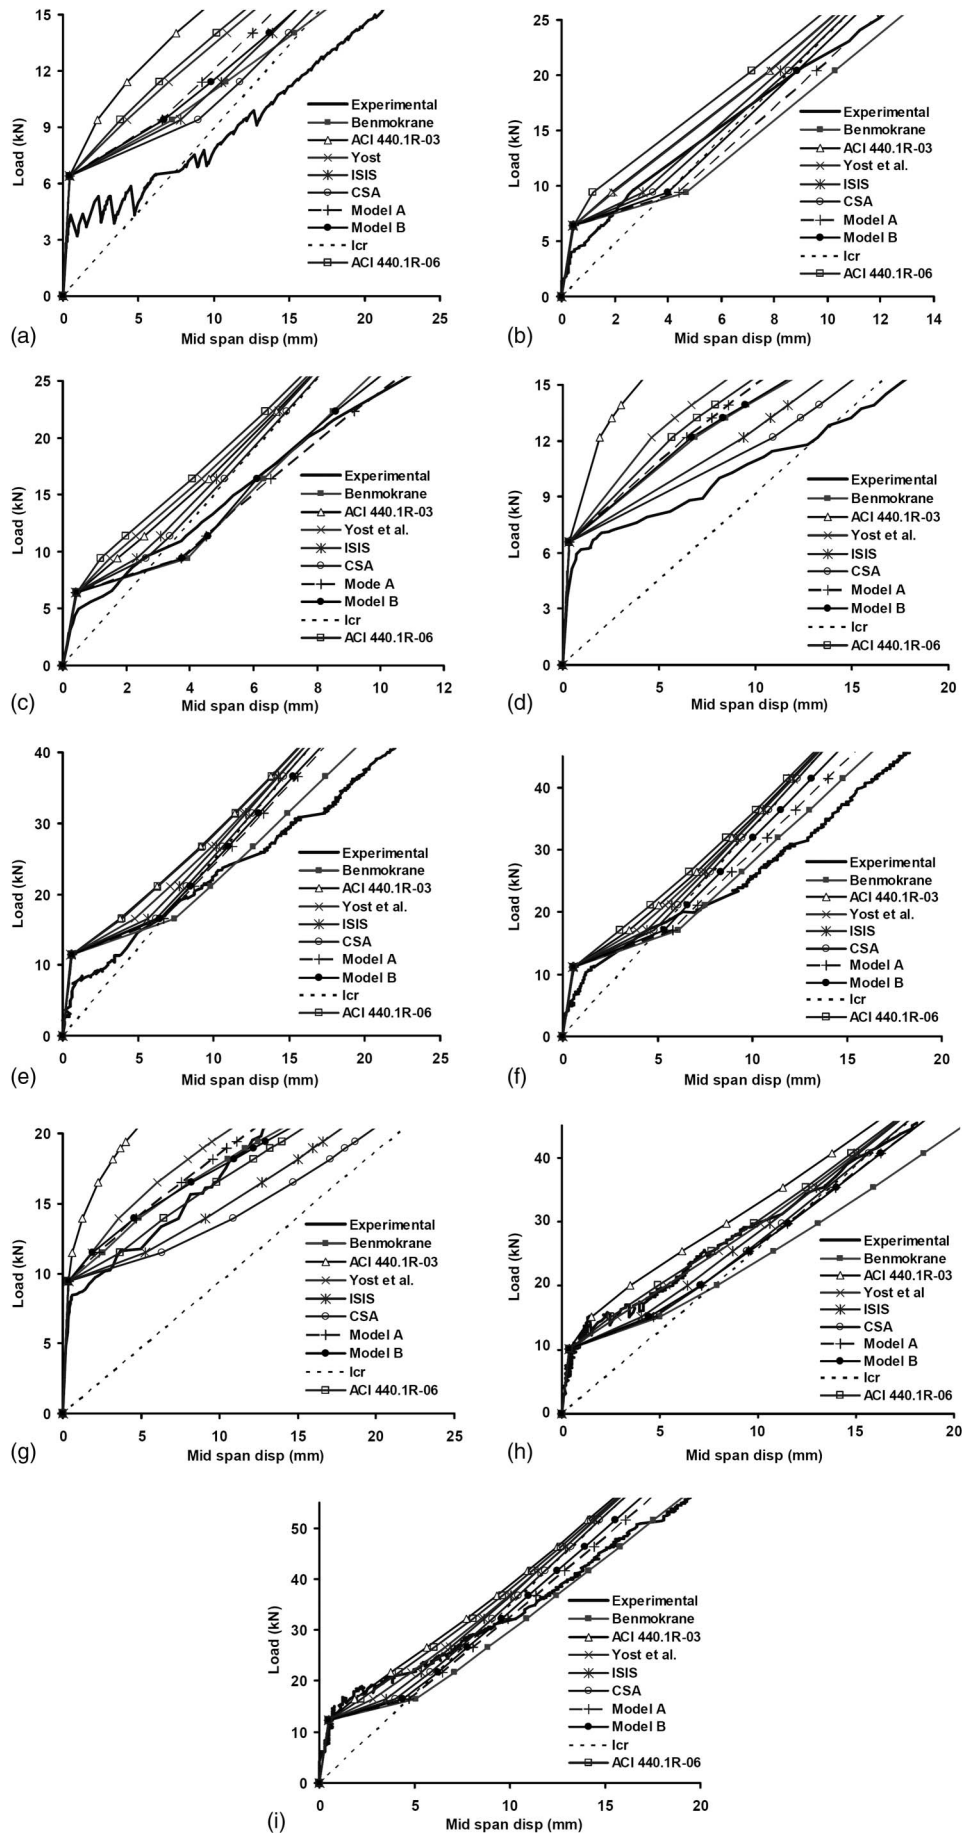 15
12
9
6
3
0
Load (kN)
Experimental
Benmokrane
ACI 440.1R-03
Yost
ISIS
CSA
Model A
Model B
Icr
ACI 440.1R-06
0 5 10 15 20 25
Mid span disp (mm)
(a)
25
20
15
10
5
0
Load (kN)
Experimental
Benmokrane
ACI 440.1R-03
Yost et al.
ISIS
CSA
Model A
Model B
Icr
ACI 440.1R-06
0 2 4 6 8 10 12 14
Mid span disp (mm)
(b)
25
20
15
10
5
0
Load (kN)
Experimental
Benmokrane
ACI 440.1R-03
Yost et al.
ISIS
CSA
Mode A
Model B
Icr
ACI 440.1R-06
0 2 4 6 8 10 12
Mid span disp (mm)
(c)
15
12
9
6
3
0
Load (kN)
Experimental
Benmokrane
ACI 440.1R-03
Yost et al.
ISIS
CSA
Model A
Model B
Icr
ACI 440.1R-06
0 5 10 15 20
Mid span disp (mm)
(d)
40
30
20
10
0
Load (kN)
Experimental
Benmokrane
ACI 440.1R-03
Yost et al.
ISIS
CSA
Model A
Model B
Icr
ACI 440.1R-06
0 5 10 15 20 25
Mid span disp (mm)
(e)
40
30
20
10
0
Load (kN)
Experimental
Benmokrane
ACI 440.1R-03
Yost et al.
ISIS
CSA
Model A
Model B
Icr
ACI 440.1R-06
0 5 10 15 20
Mid span disp (mm)
(f)
20
15
10
5
0
Load (kN)
Experimental
Benmokrane
ACI 440.1R-03
Yost et al.
ISIS
CSA
Model A
Model B
Icr
ACI 440.1R-06
0 5 10 15 20 25
Mid span disp (mm)
(g)
40
30
20
10
0
Load (kN)
Experimental
Benmokrane
ACI 440.1R-03
Yost et al
ISIS
CSA
Model A
Model B
Icr
ACI 440.1R-06
0 5 10 15 20
Mid span disp (mm)
(h)
50
40
30
20
10
0
Load (kN)
Experimental
Benmokrane
ACI 440.1R-03
Yost et al.
ISIS
CSA
Model A
Model B
Icr
ACI 440.1R-06
0 5 10 15 20
Mid span disp (mm)
(i)